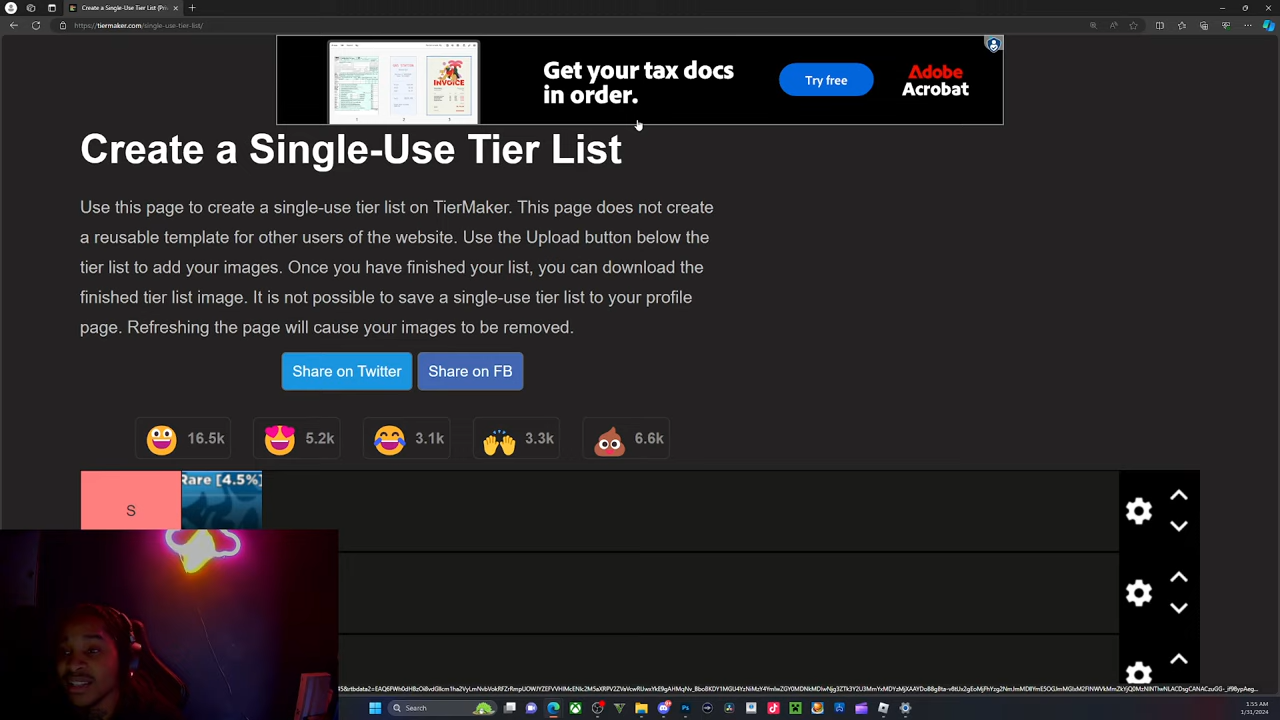 Create a Single-Use Tier List (Pr
https://tiermaker.com/single-use-tier-list/
INVOICE
1
2
3
Get your tax docs
in order.
Try free
Adobe
Acrobat
Create a Single-Use Tier List
Use this page to create a single-use tier list on TierMaker. This page does not create
a reusable template for other users of the website. Use the Upload button below the
tier list to add your images. Once you have finished your list, you can download the
finished tier list image. It is not possible to save a single-use tier list to your profile
page. Refreshing the page will cause your images to be removed.
Share on Twitter
Share on FB
16.5k
5.2k
3.1k
3.3k
6.6k
S
Rare [4.5%]
Search
1:55 AM
1/31/2024